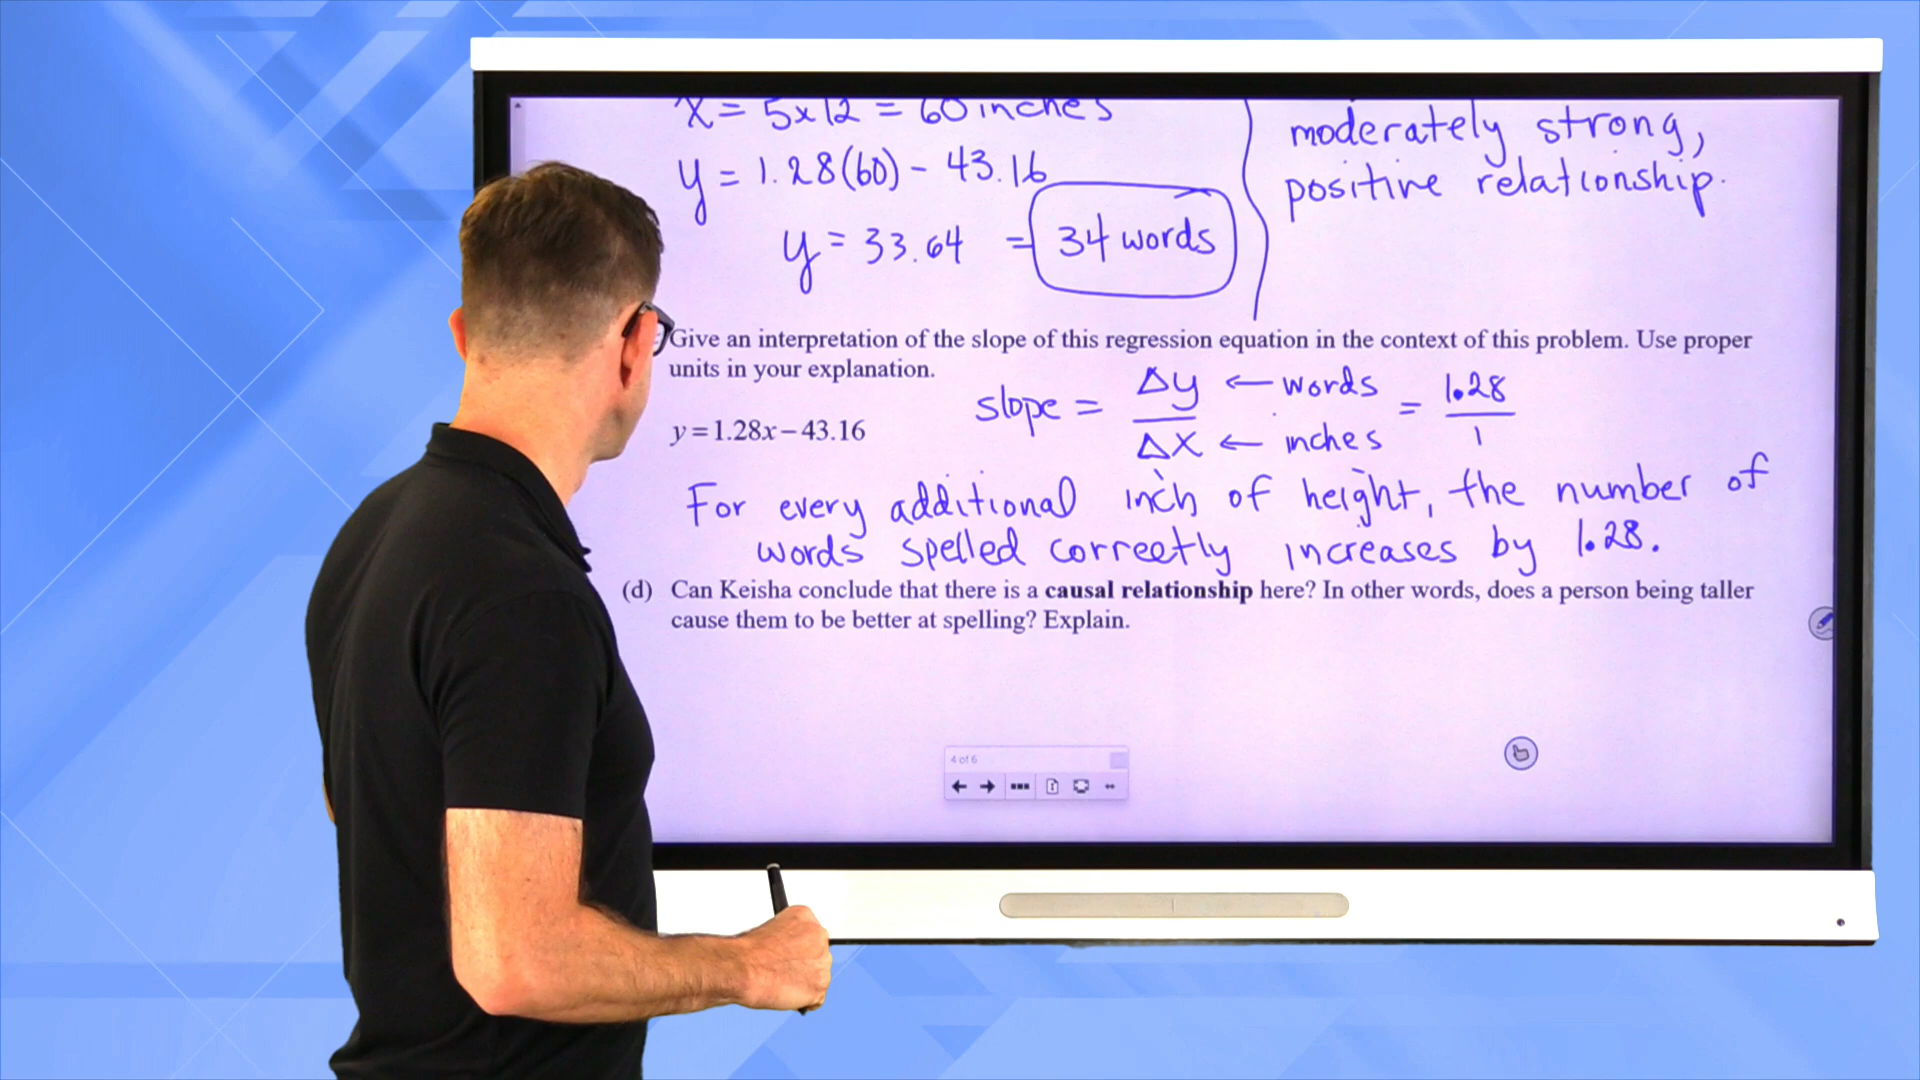 x = 5x12 = 60 inches
y = 1.28(60) - 43.16
y = 33.64 = 34 words
moderately strong,
positive relationship.
Give an interpretation of the slope of this regression equation in the context of this problem. Use proper
units in your explanation.
slope = Δy ← words = 1.28
Δx ← inches 1
y = 1.28x – 43.16
For every additional inch of height, the number of
words spelled correctly increases by 1.28.
(d) Can Keisha conclude that there is a causal relationship here? In other words, does a person being taller
cause them to be better at spelling? Explain.
4 of 6